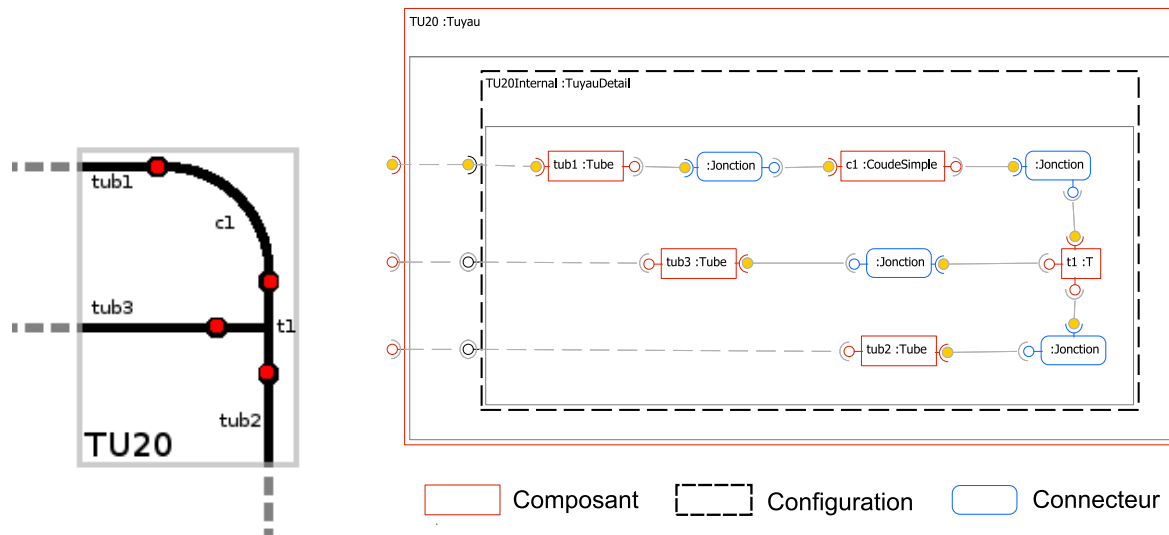 tub1
c1
tub3
t1
tub2
TU20
TU20 :Tuyau
TU20Internal :TuyauDetail
tub1 :Tube
:Jonction
c1 :CoudeSimple
:Jonction
tub3 :Tube
:Jonction
t1 :T
tub2 :Tube
:Jonction
Composant
Configuration
Connecteur